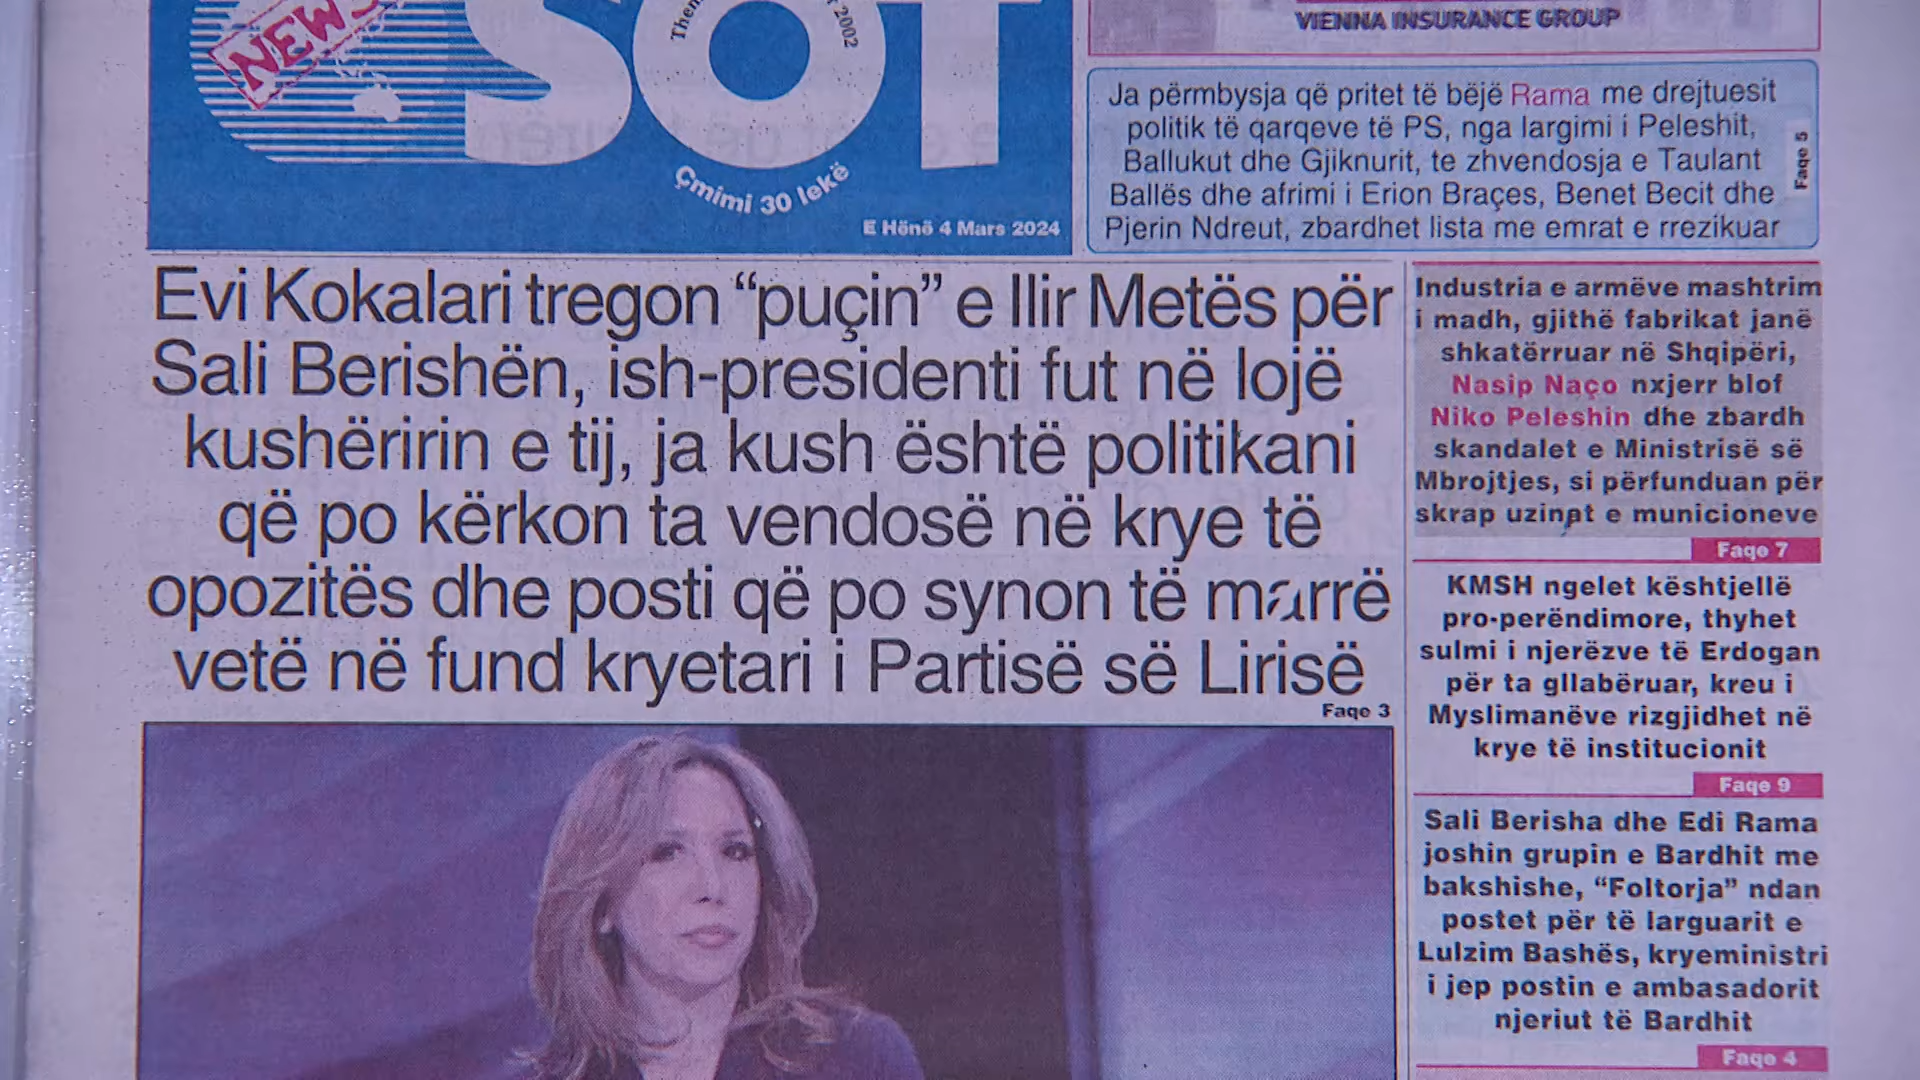 NEWS
SOT
2002
Çmimi 30 lekë
E Hënë 4 Mars 2024
VIENNA INSURANCE GROUP
Ja përmbysja që pritet të bëjë Rama me drejtuesit
politik të qarqeve të PS, nga largimi i Peleshit,
Ballukut dhe Gjiknurit, te zhvendosja e Taulant
Ballës dhe afrimi i Erion Braçes, Benet Becit dhe
Pjerin Ndreut, zbardhet lista me emrat e rrezikuar
Faqe 5
Evi Kokalari tregon “puçin” e Ilir Metës për
Sali Berishën, ish-presidenti fut në lojë
kushëririn e tij, ja kush është politikani
që po kërkon ta vendosë në krye të
opozitës dhe posti që po synon të marrë
vetë në fund kryetari i Partisë së Lirisë
Faqe 3
Industria e armëve mashtrim
i madh, gjithë fabrikat janë
shkatërruar në Shqipëri,
Nasip Naço nxjerr blof
Niko Peleshin dhe zbardh
skandalet e Ministrisë së
Mbrojtjes, si përfunduan për
skrap uzinat e municioneve
Faqe 7
KMSH ngelet kështjellë
pro-perëndimore, thyhet
sulmi i njerëzve të Erdogan
për ta gllabëruar, kreu i
Myslimanëve rizgjidhet në
krye të institucionit
Faqe 9
Sali Berisha dhe Edi Rama
joshin grupin e Bardhit me
bakshishe, “Foltorja” ndan
postet për të larguarit e
Lulzim Bashës, kryeministri
i jep postin e ambasadorit
njeriut të Bardhit
Faqe 4